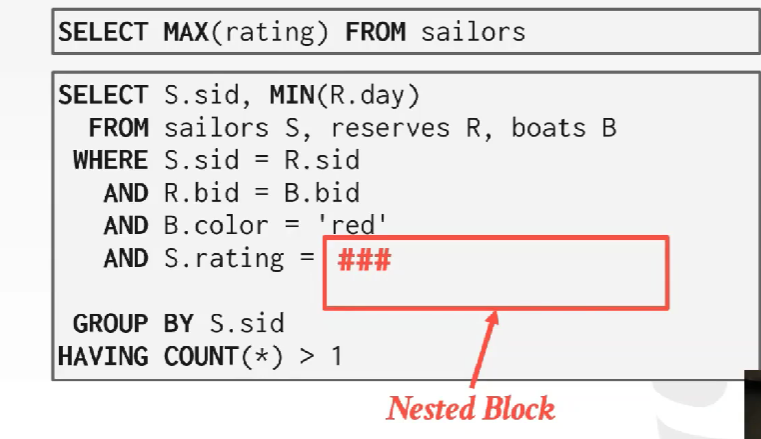 SELECT MAX(rating) FROM sailors
SELECT S.sid, MIN(R.day)
FROM sailors S, reserves R, boats B
WHERE S.sid = R.sid
AND R.bid = B.bid
AND B.color = 'red'
AND S.rating = ###
GROUP BY S.sid
HAVING COUNT(*) > 1
Nested Block